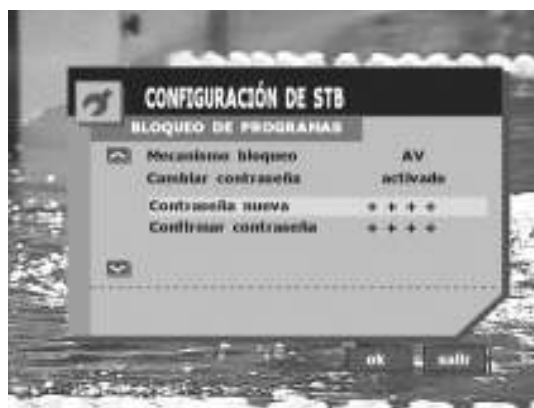 CONFIGURACIÓN DE STB
BLOQUEO DE PROGRAMAS
Mecanismo bloqueo AV
Cambiar contraseña activado
Contraseña nueva * * * *
Confirmar contraseña * * * *
ok salir